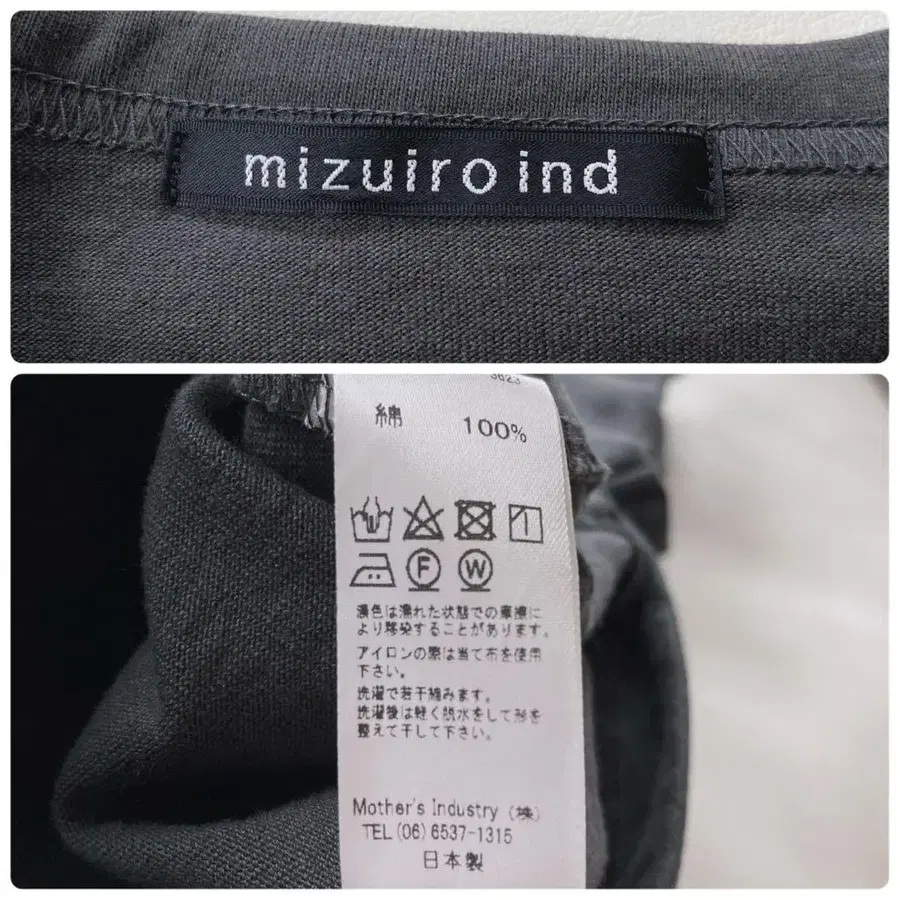 mizuiro ind
3623
綿
100%
F W
濃色は濡れた状態での摩擦に
より移染することがあります。
アイロンの際は当て布を使用
下さい。
洗濯で若干縮みます。
洗濯後は軽く脱水をして形を
整えて干して下さい。
Mother's Industry (株)
TEL (06) 6537-1315
日本製